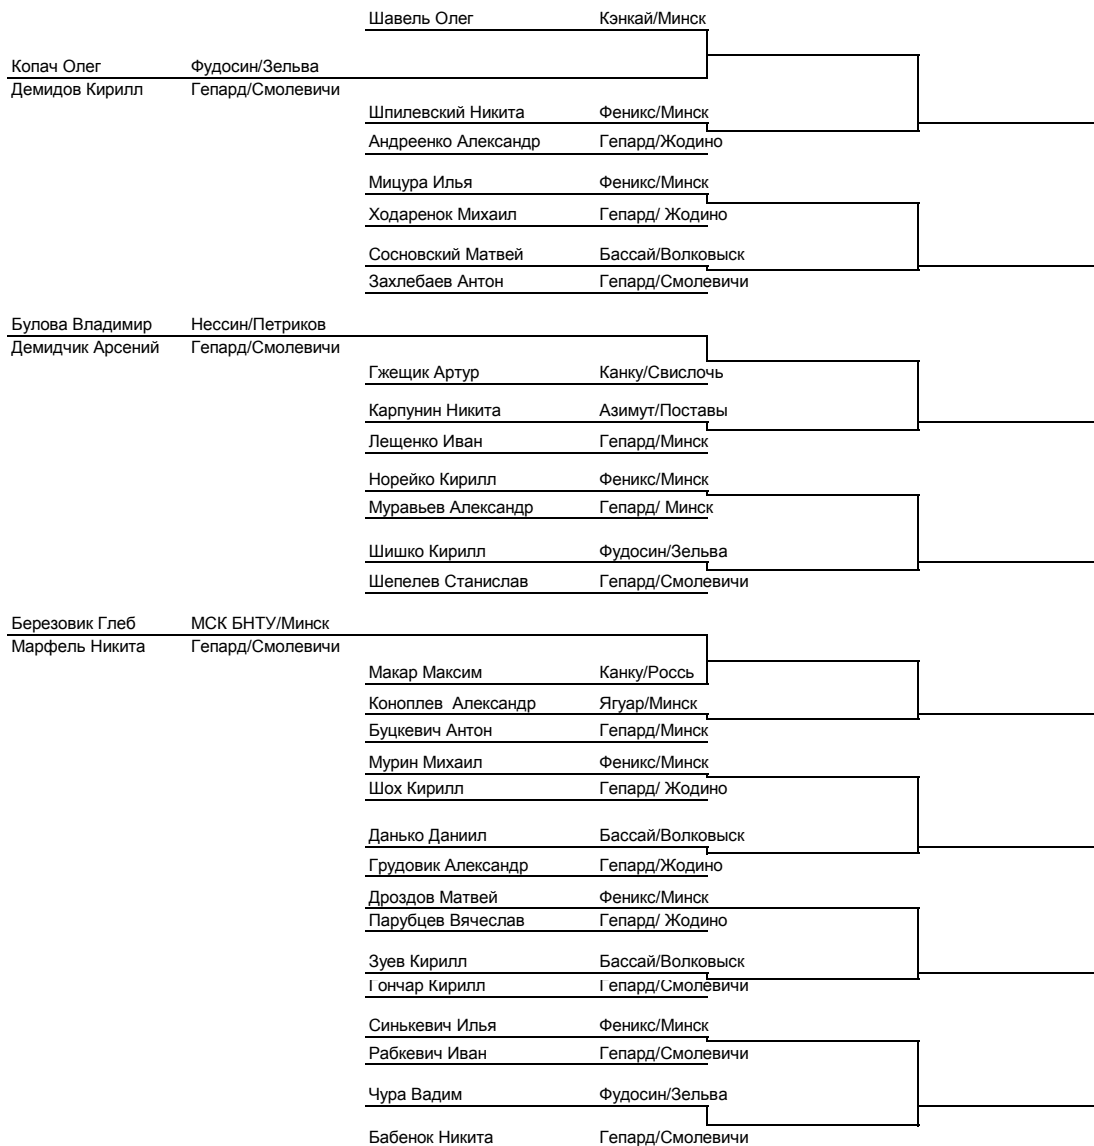 Шавель Олег Кэнкай/Минск
Копач Олег Фудосин/Зельва
Демидов Кирилл Гепард/Смолевичи
Шпилевский Никита Феникс/Минск
Андреенко Александр Гепард/Жодино
Мицура Илья Феникс/Минск
Ходаренок Михаил Гепард/ Жодино
Сосновский Матвей Бассай/Волковыск
Захлебаев Антон Гепард/Смолевичи
Булова Владимир Нессин/Петриков
Демидчик Арсений Гепард/Смолевичи
Гжещик Артур Канку/Свислочь
Карпунин Никита Азимут/Поставы
Лещенко Иван Гепард/Минск
Норейко Кирилл Феникс/Минск
Муравьев Александр Гепард/ Минск
Шишко Кирилл Фудосин/Зельва
Шепелев Станислав Гепард/Смолевичи
Березовик Глеб МСК БНТУ/Минск
Марфель Никита Гепард/Смолевичи
Макар Максим Канку/Россь
Коноплев  Александр Ягуар/Минск
Буцкевич Антон Гепард/Минск
Мурин Михаил Феникс/Минск
Шох Кирилл Гепард/ Жодино
Данько Даниил Бассай/Волковыск
Грудовик Александр Гепард/Жодино
Дроздов Матвей Феникс/Минск
Парубцев Вячеслав Гепард/ Жодино
Зуев Кирилл Бассай/Волковыск
Гончар Кирилл Гепард/Смолевичи
Синькевич Илья Феникс/Минск
Рабкевич Иван Гепард/Смолевичи
Чура Вадим Фудосин/Зельва
Бабенок Никита Гепард/Смолевичи